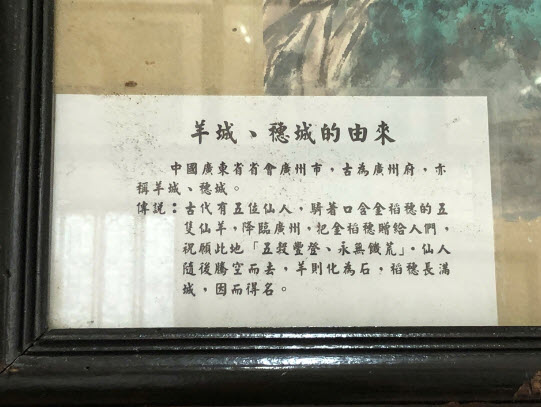 羊城、穗城的由來
中國廣東省省會廣州市，古為廣州府，亦
稱羊城、穗城。
傳說：古代有五位仙人，騎着口含金稻穗的五
隻仙羊，降臨廣州，把金稻穗贈給人們，
祝願此地「五穀豐登、永無饑荒」。仙人
隨後騰空而去，羊則化為石，稻穗長滿
城，因而得名。